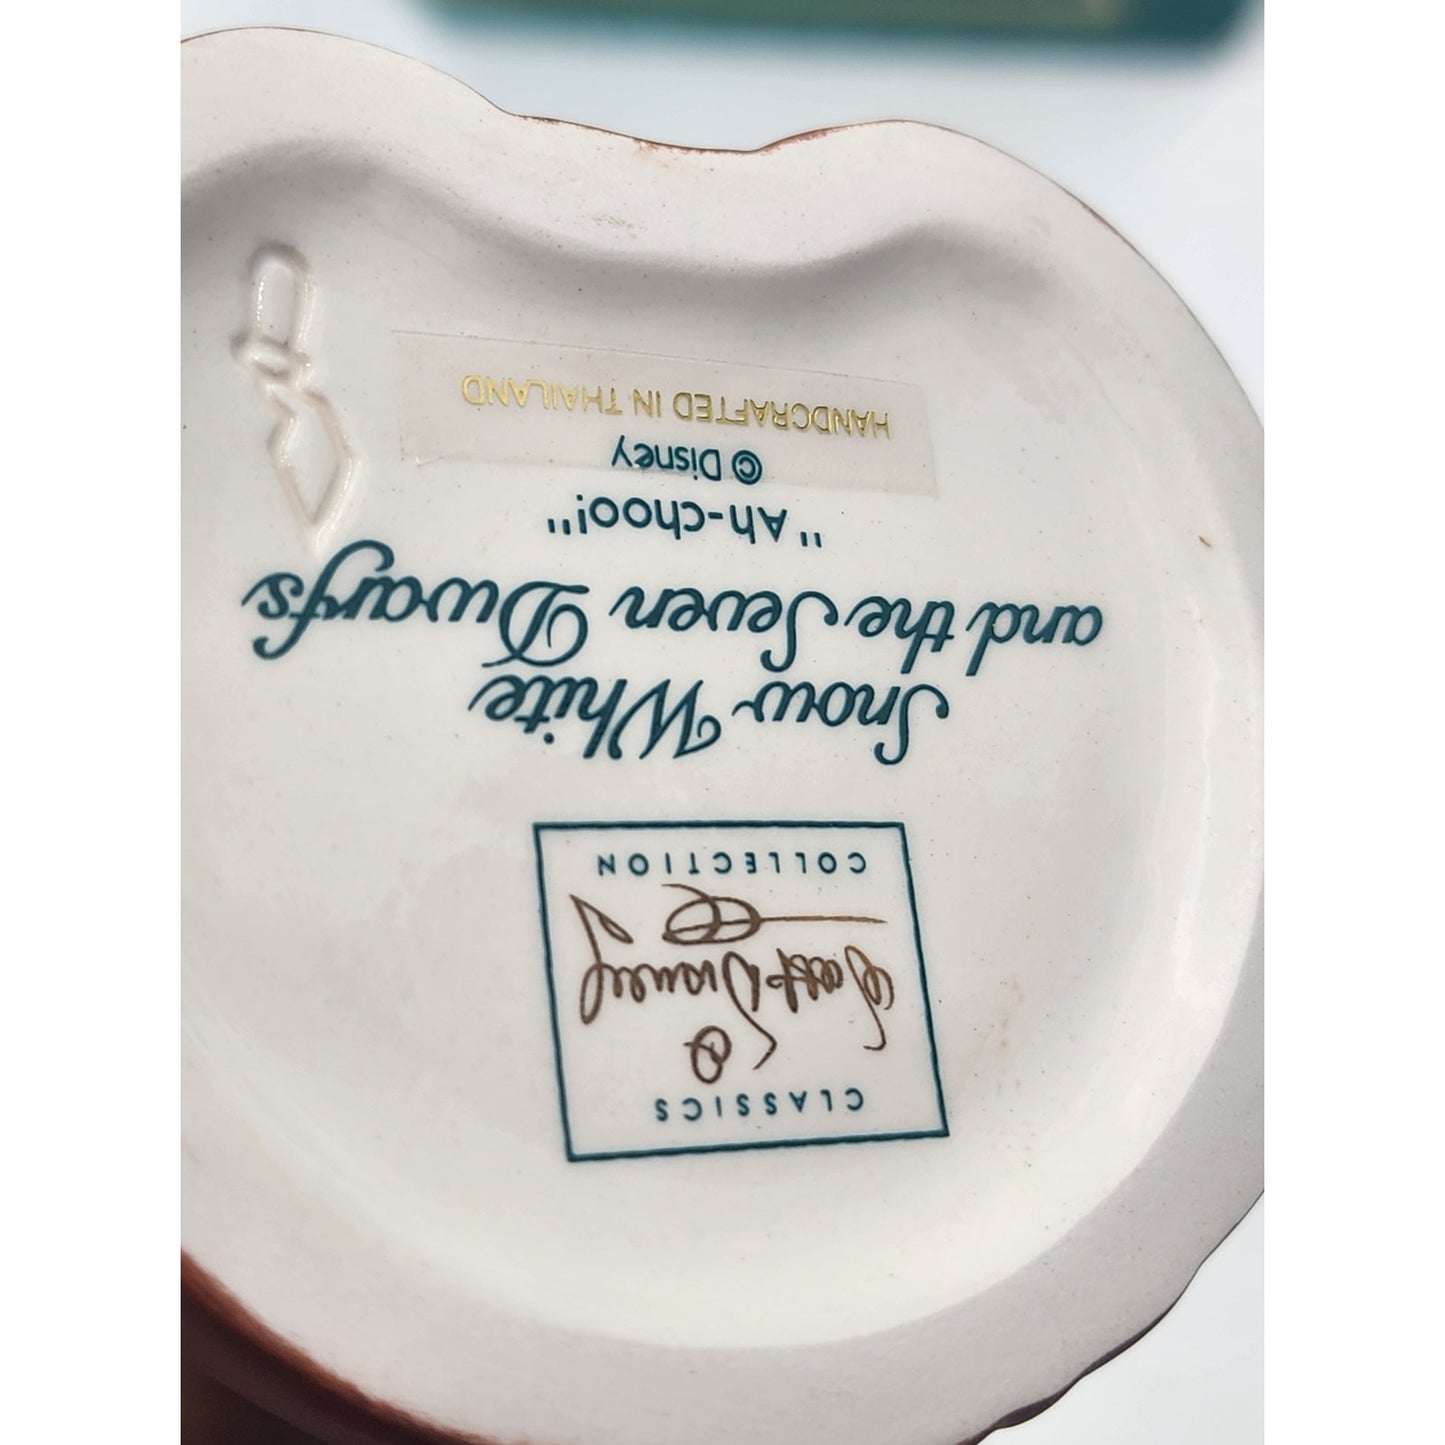 CLASSICS
Walt Disney
COLLECTION
Snow White
and the Seven Dwarfs
"Ah-choo!"
© Disney
HANDCRAFTED IN THAILAND